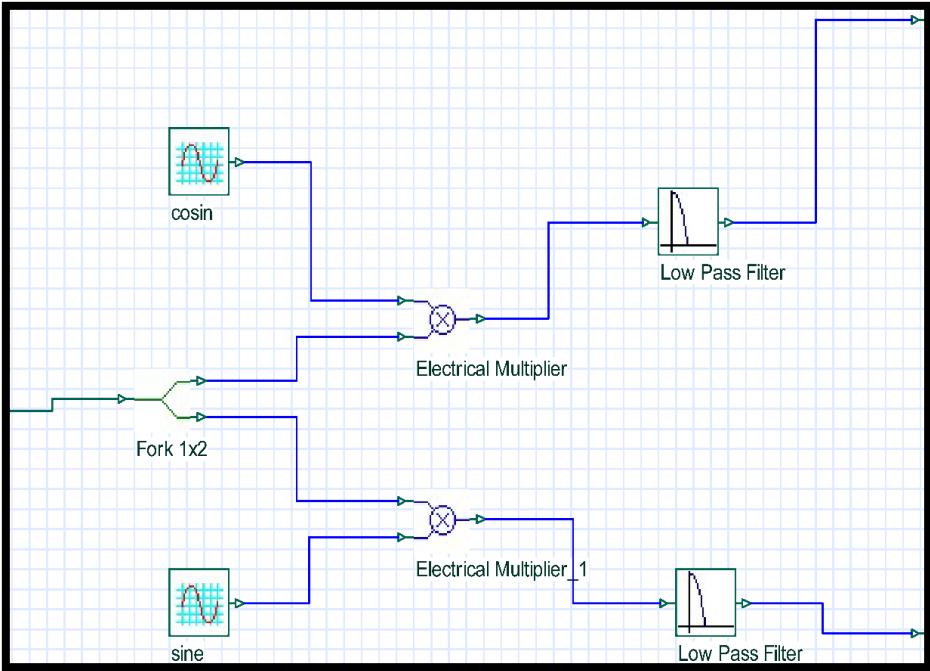 cosin
Low Pass Filter
Electrical Multiplier
Fork 1x2
Electrical Multiplier_1
sine
Low Pass Filter